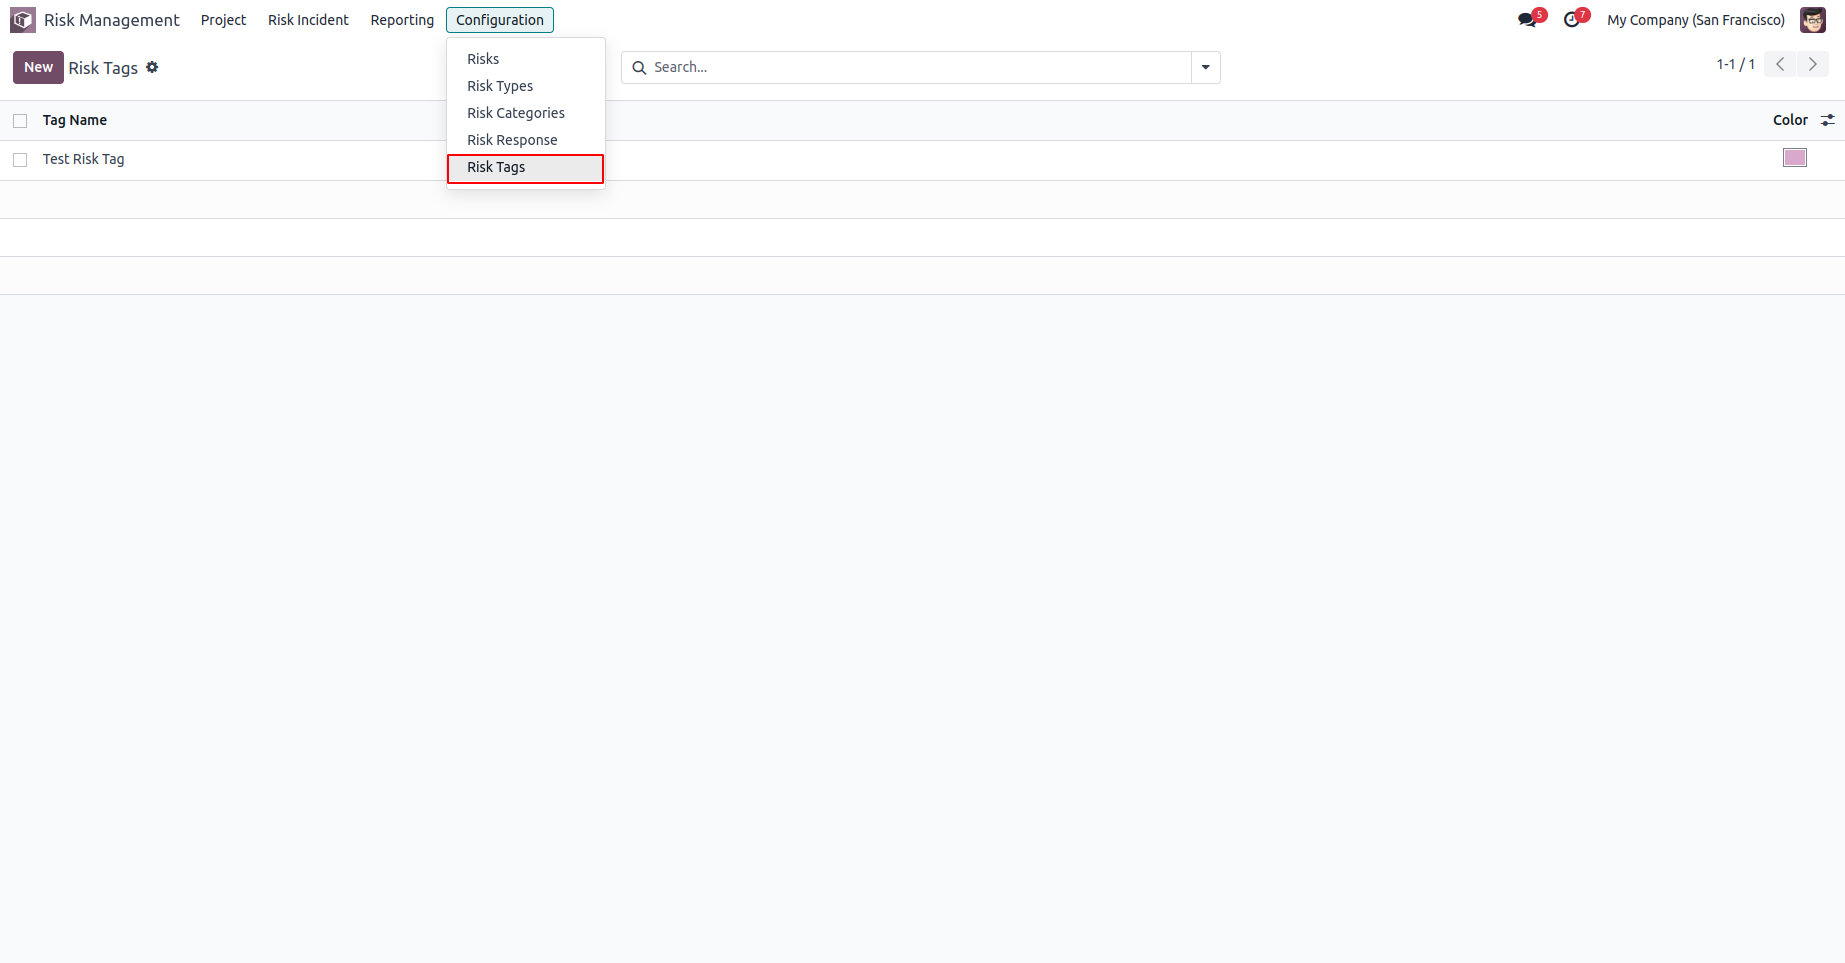 Risk Management Project Risk Incident Reporting Configuration 5 7 My Company (San Francisco)
New Risk Tags Search... 1-1 / 1
Risks
Risk Types
Risk Categories
Risk Response
Risk Tags
Tag Name Color
Test Risk Tag